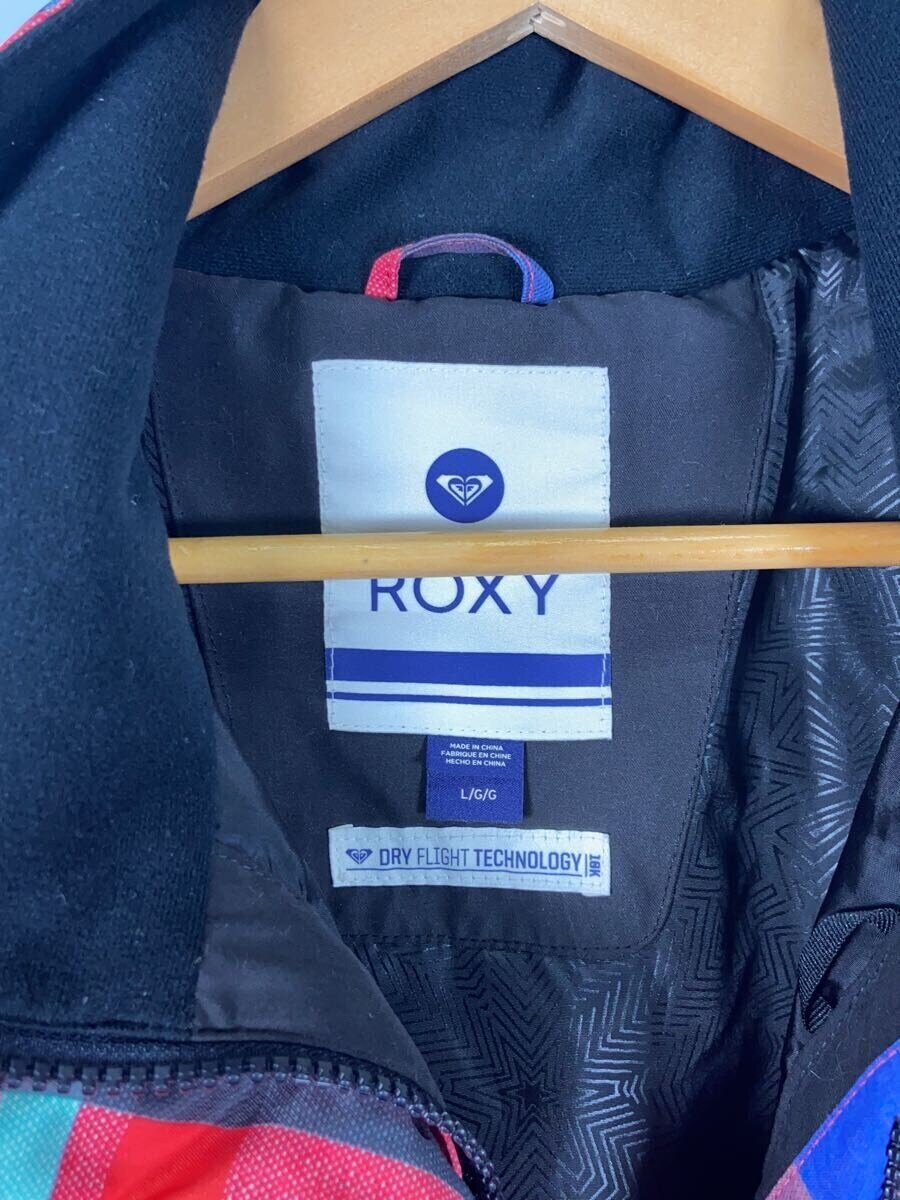 ROXY
MADE IN CHINA
FABRIQUE EN CHINE
HECHO EN CHINA
L/G/G
DRY FLIGHT TECHNOLOGY 10K